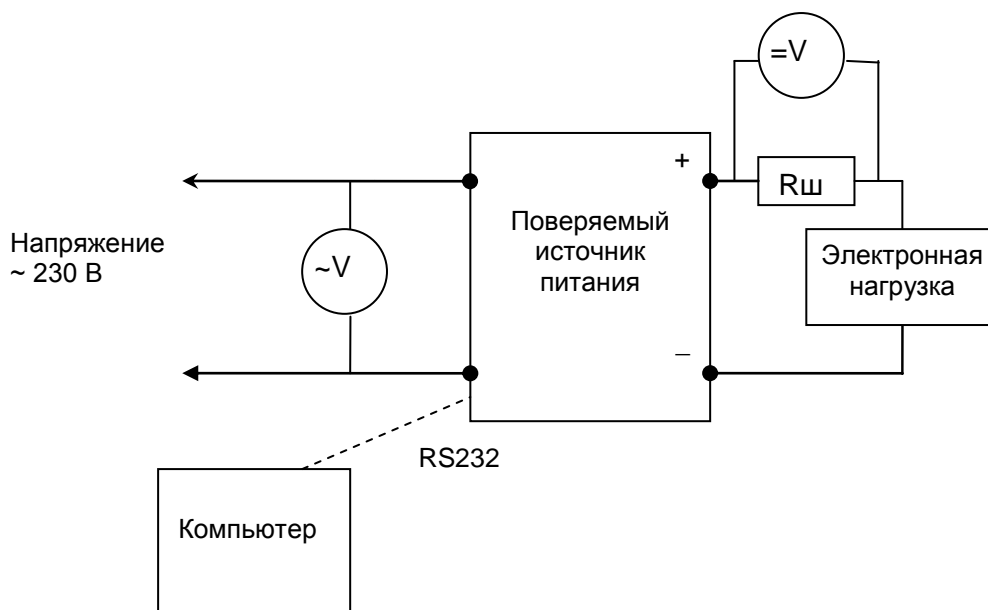 =V
+
Rш
Поверяемый
источник
питания
Напряжение
~ 230 В
~V
Электронная
нагрузка
–
RS232
Компьютер